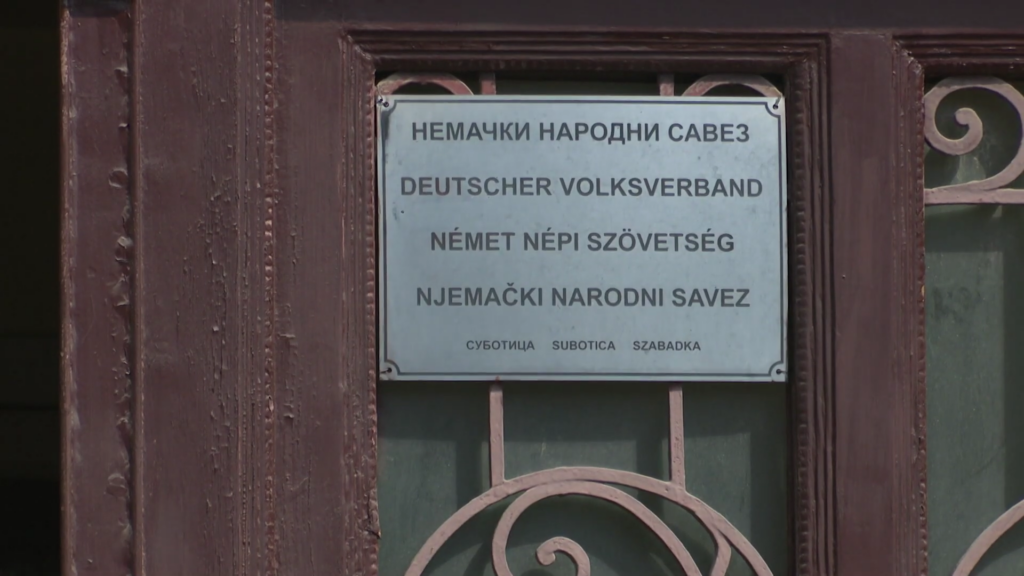 НЕМАЧКИ НАРОДНИ САВЕЗ
DEUTSCHER VOLKSVERBAND
NÉMET NÉPI SZÖVETSÉG
NJEMAČKI NARODNI SAVEZ
СУБОТИЦА SUBOTICA SZABADKA